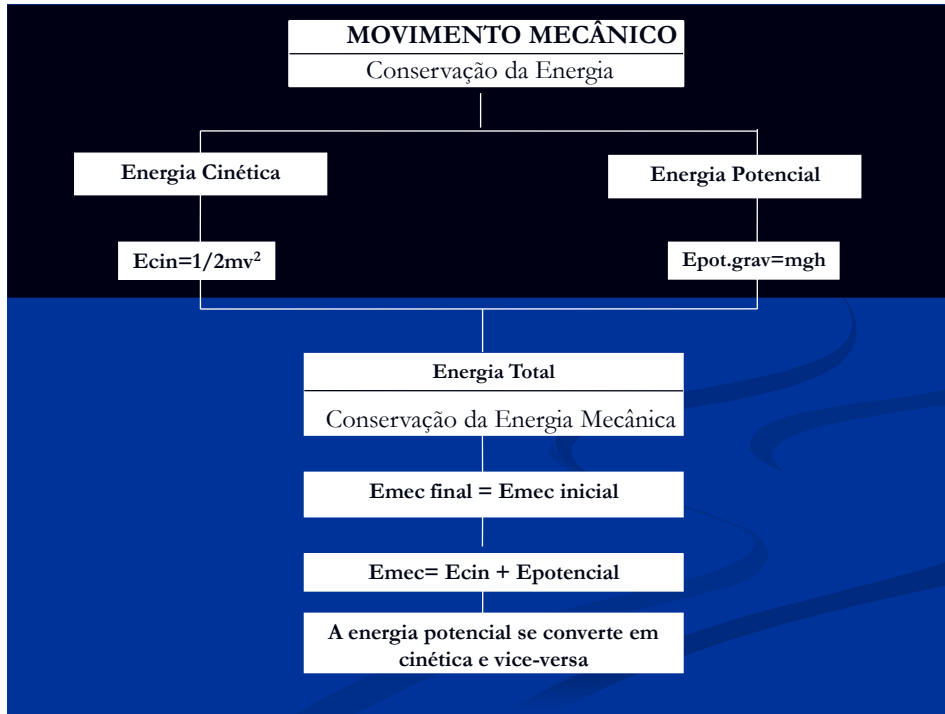 MOVIMENTO MECÂNICO
Conservação da Energia
Energia Cinética
Energia Potencial
Ecin=1/2mv²
Epot.grav=mgh
Energia Total
Conservação da Energia Mecânica
Emec final = Emec inicial
Emec= Ecin + Epotencial
A energia potencial se converte em
cinética e vice-versa